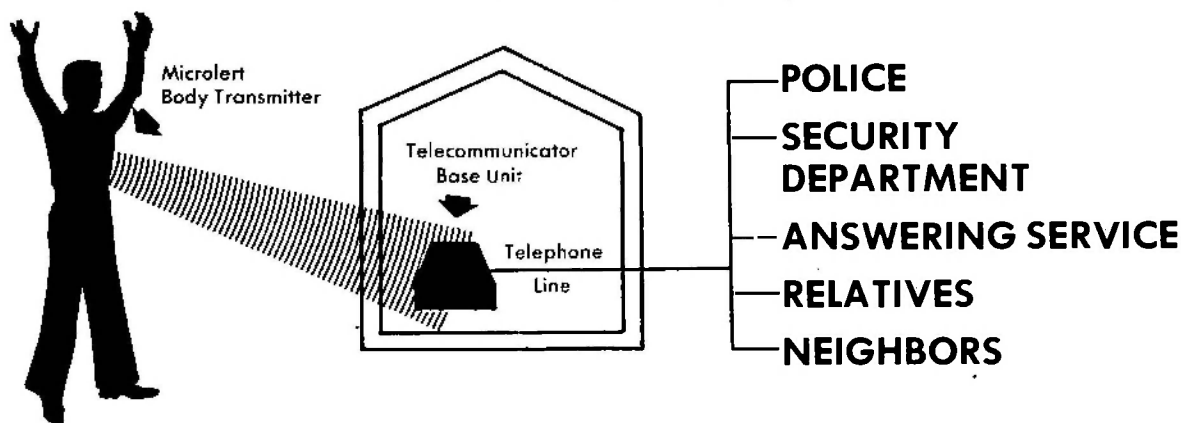 Microlert
Body Transmitter
Telecommunicator
Base Unit
Telephone
Line
POLICE
SECURITY
DEPARTMENT
ANSWERING SERVICE
RELATIVES
NEIGHBORS